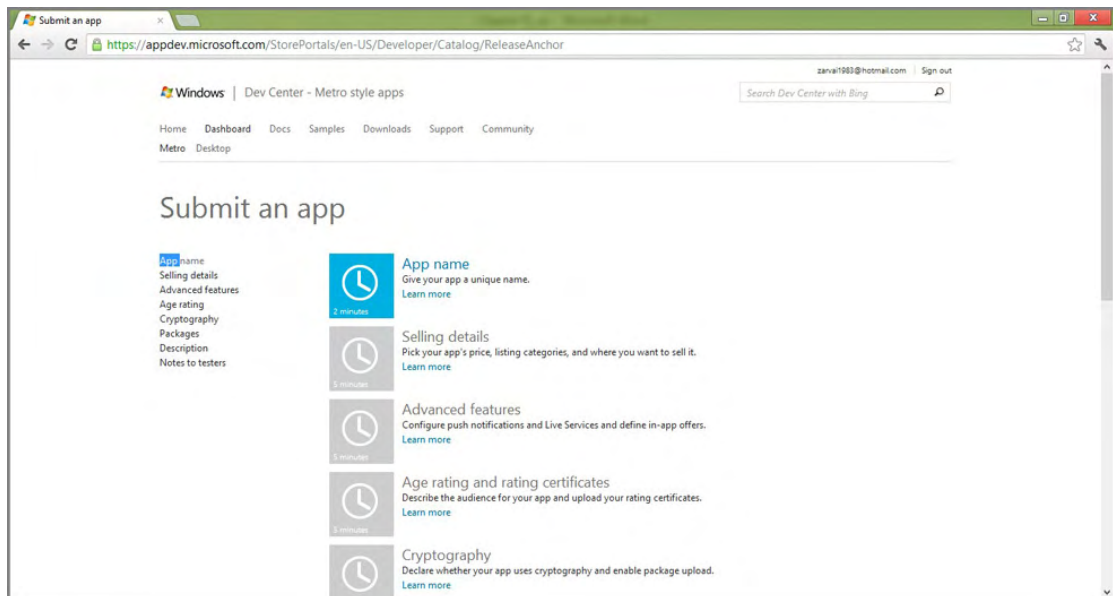 Submit an app
https://appdev.microsoft.com/StorePortals/en-US/Developer/Catalog/ReleaseAnchor
zarvai1983@hotmail.com Sign out
Windows | Dev Center - Metro style apps
Search Dev Center with Bing
Home Dashboard Docs Samples Downloads Support Community
Metro Desktop
Submit an app
App name
Selling details
Advanced features
Age rating
Cryptography
Packages
Description
Notes to testers
2 minutes
App name
Give your app a unique name.
Learn more
5 minutes
Selling details
Pick your app's price, listing categories, and where you want to sell it.
Learn more
5 minutes
Advanced features
Configure push notifications and Live Services and define in-app offers.
Learn more
Age rating and rating certificates
Describe the audience for your app and upload your rating certificates.
Learn more
Cryptography
Declare whether your app uses cryptography and enable package upload.
Learn more